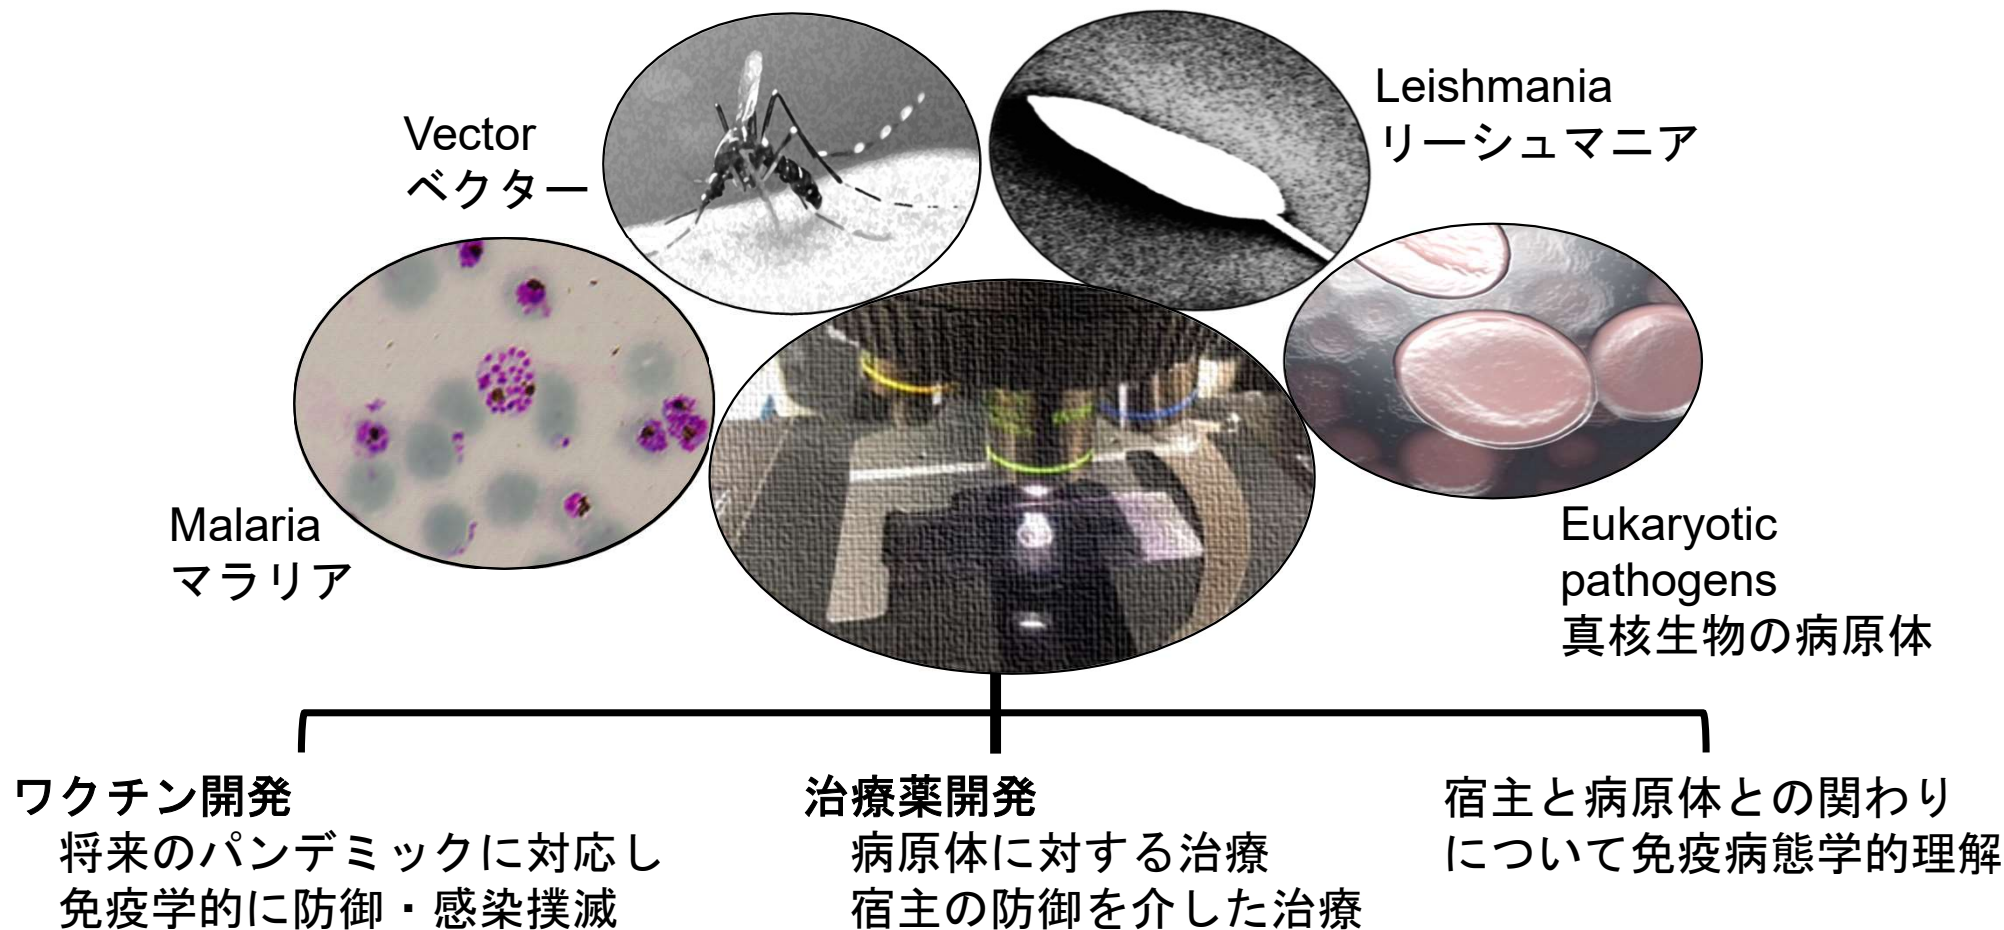 Vector
ベクター
Leishmania
リーシュマニア
Malaria
マラリア
Eukaryotic
pathogens
真核生物の病原体
ワクチン開発
将来のパンデミックに対応し
免疫学的に防御・感染撲滅
治療薬開発
病原体に対する治療
宿主の防御を介した治療
宿主と病原体との関わり
について免疫病態学的理解